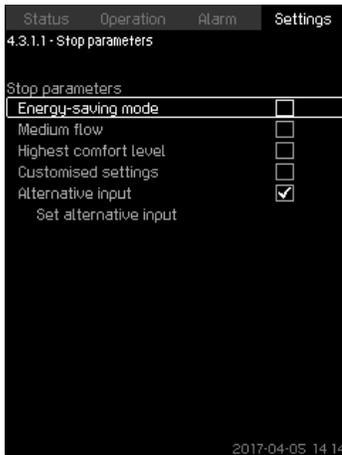 Status Operation Alarm Settings
4.3.1.1 - Stop parameters
Stop parameters
Energy-saving mode
Medium flow
Highest comfort level
Customised settings
Alternative input
Set alternative input
2017-04-05 14:14